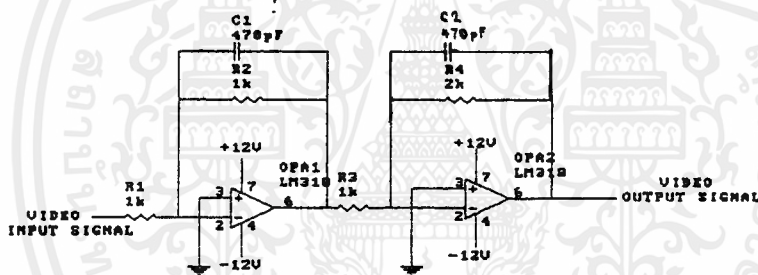 C1
470pF
R2
1k
+12V
OPA1
LM318
3
7
6
2
4
-12V
R1
1k
VIDEO
INPUT SIGNAL
R3
1k
C2
470pF
R4
2k
+12V
OPA2
LM318
3
7
6
2
4
-12V
VIDEO
OUTPUT SIGNAL